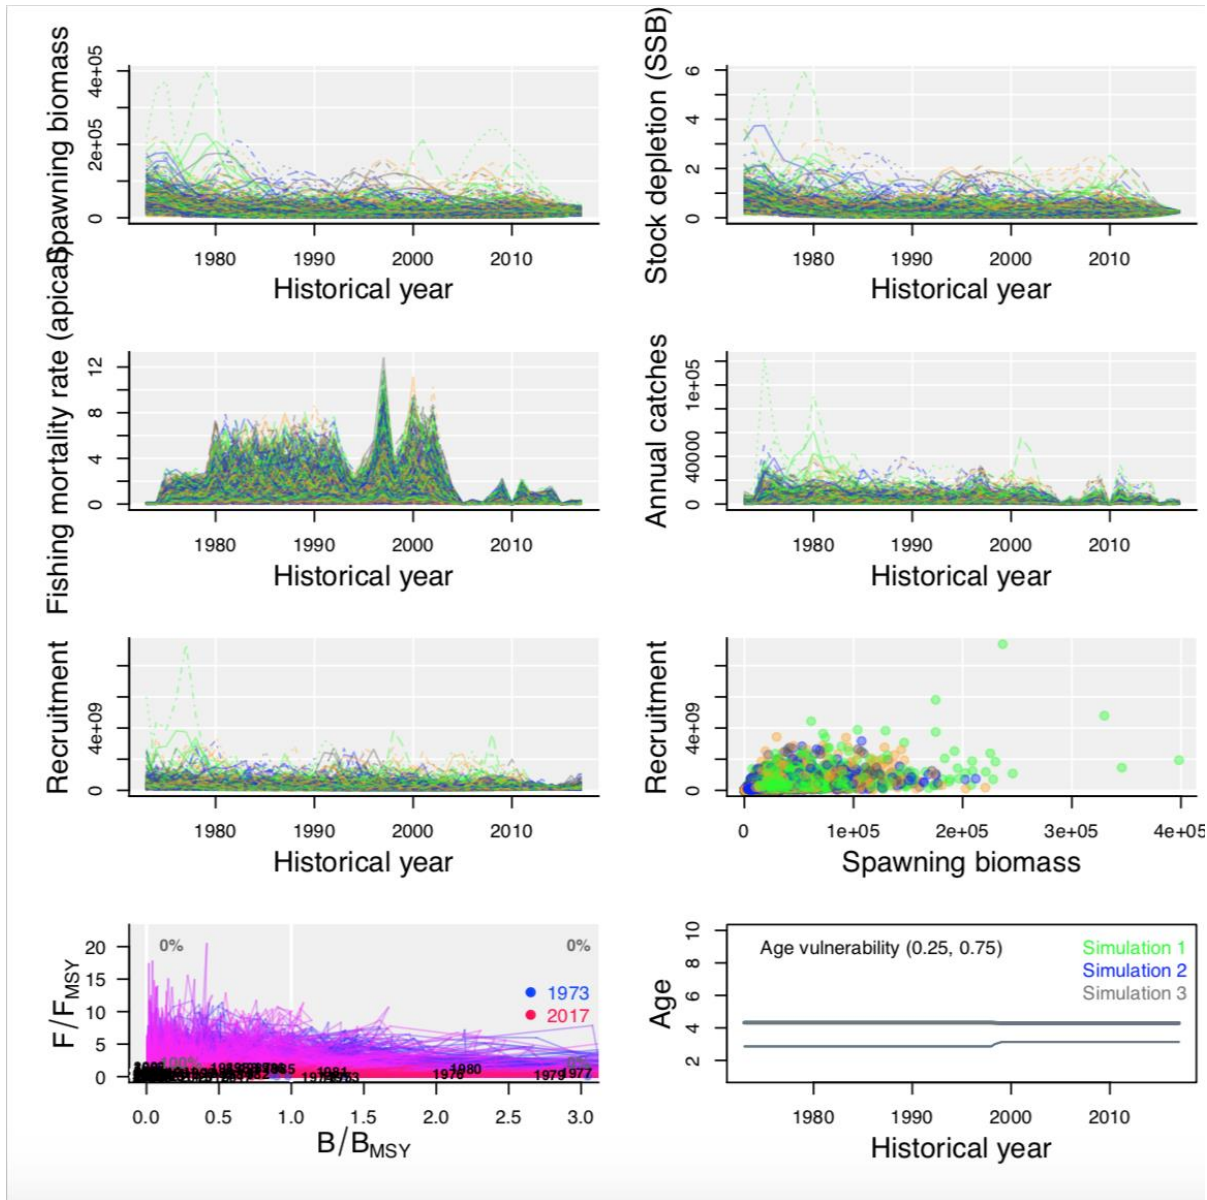 Spawning biomass
4e+05
2e+05
0
1980 1990 2000 2010
Historical year
Stock depletion (SSB)
6
4
2
0
1980 1990 2000 2010
Historical year
Fishing mortality rate (apical)
12
8
4
0
1980 1990 2000 2010
Historical year
Annual catches
1e+05
40000
0
1980 1990 2000 2010
Historical year
Recruitment
4e+09
0
1980 1990 2000 2010
Historical year
Recruitment
4e+09
0
0 1e+05 2e+05 3e+05 4e+05
Spawning biomass
F/FMSY
20
15
10
5
0
0% 0%
1973
2017
100% 0%
1981 1976 1980 1979 1977
0.0 0.5 1.0 1.5 2.0 2.5 3.0
B/BMSY
Age
10
8
6
4
2
Age vulnerability (0.25, 0.75)
Simulation 1
Simulation 2
Simulation 3
1980 1990 2000 2010
Historical year